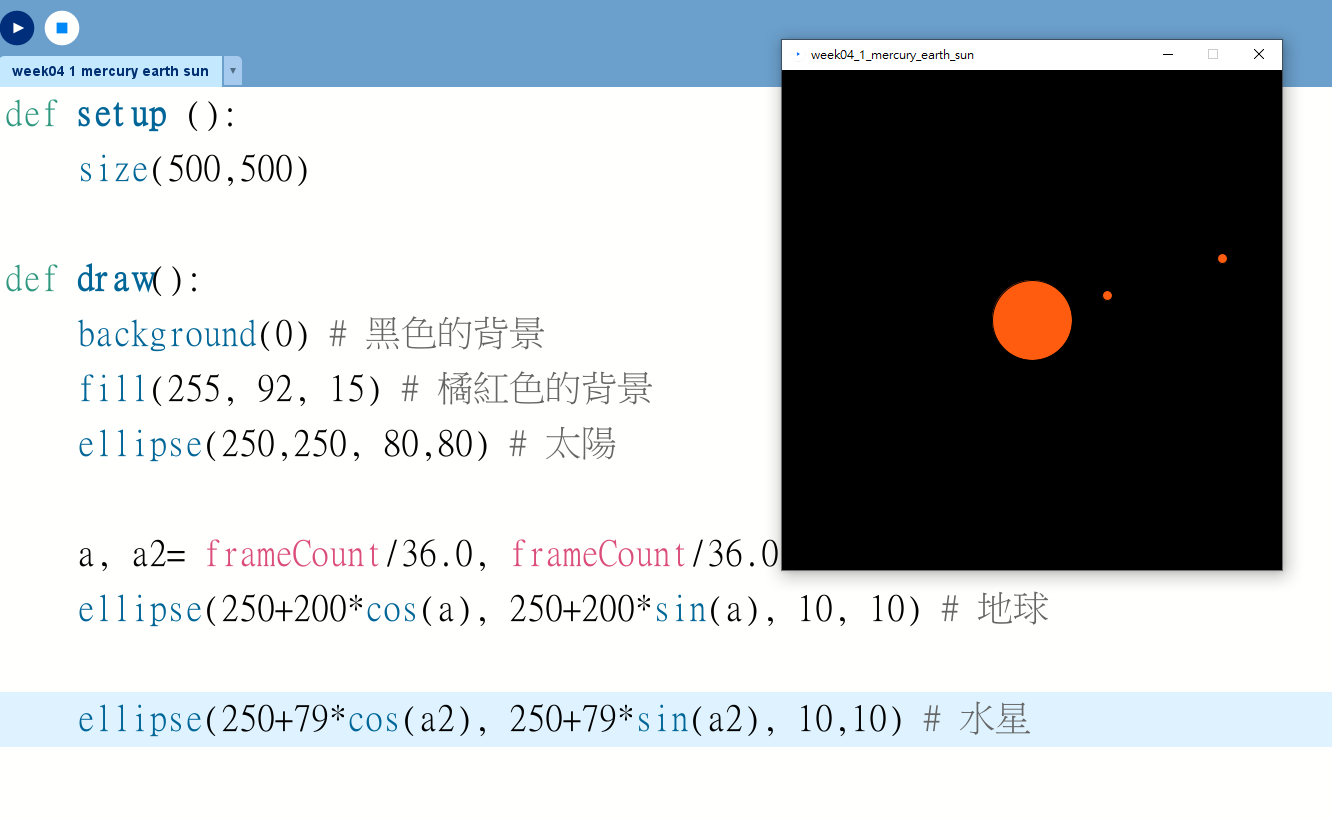 week04 1 mercury earth sun
week04_1_mercury_earth_sun
def setup ():
    size(500,500)
def draw():
    background(0) # 黑色的背景
    fill(255, 92, 15) # 橘紅色的背景
    ellipse(250,250, 80,80) # 太陽
    a, a2= frameCount/36.0, frameCount/36.0
    ellipse(250+200*cos(a), 250+200*sin(a), 10, 10) # 地球
    ellipse(250+79*cos(a2), 250+79*sin(a2), 10,10) # 水星